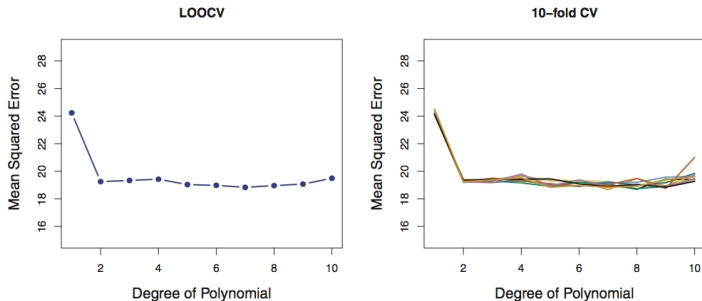 LOOCV
Mean Squared Error
28
26
24
22
20
18
16
2 4 6 8 10
Degree of Polynomial
10−fold CV
Mean Squared Error
28
26
24
22
20
18
16
2 4 6 8 10
Degree of Polynomial